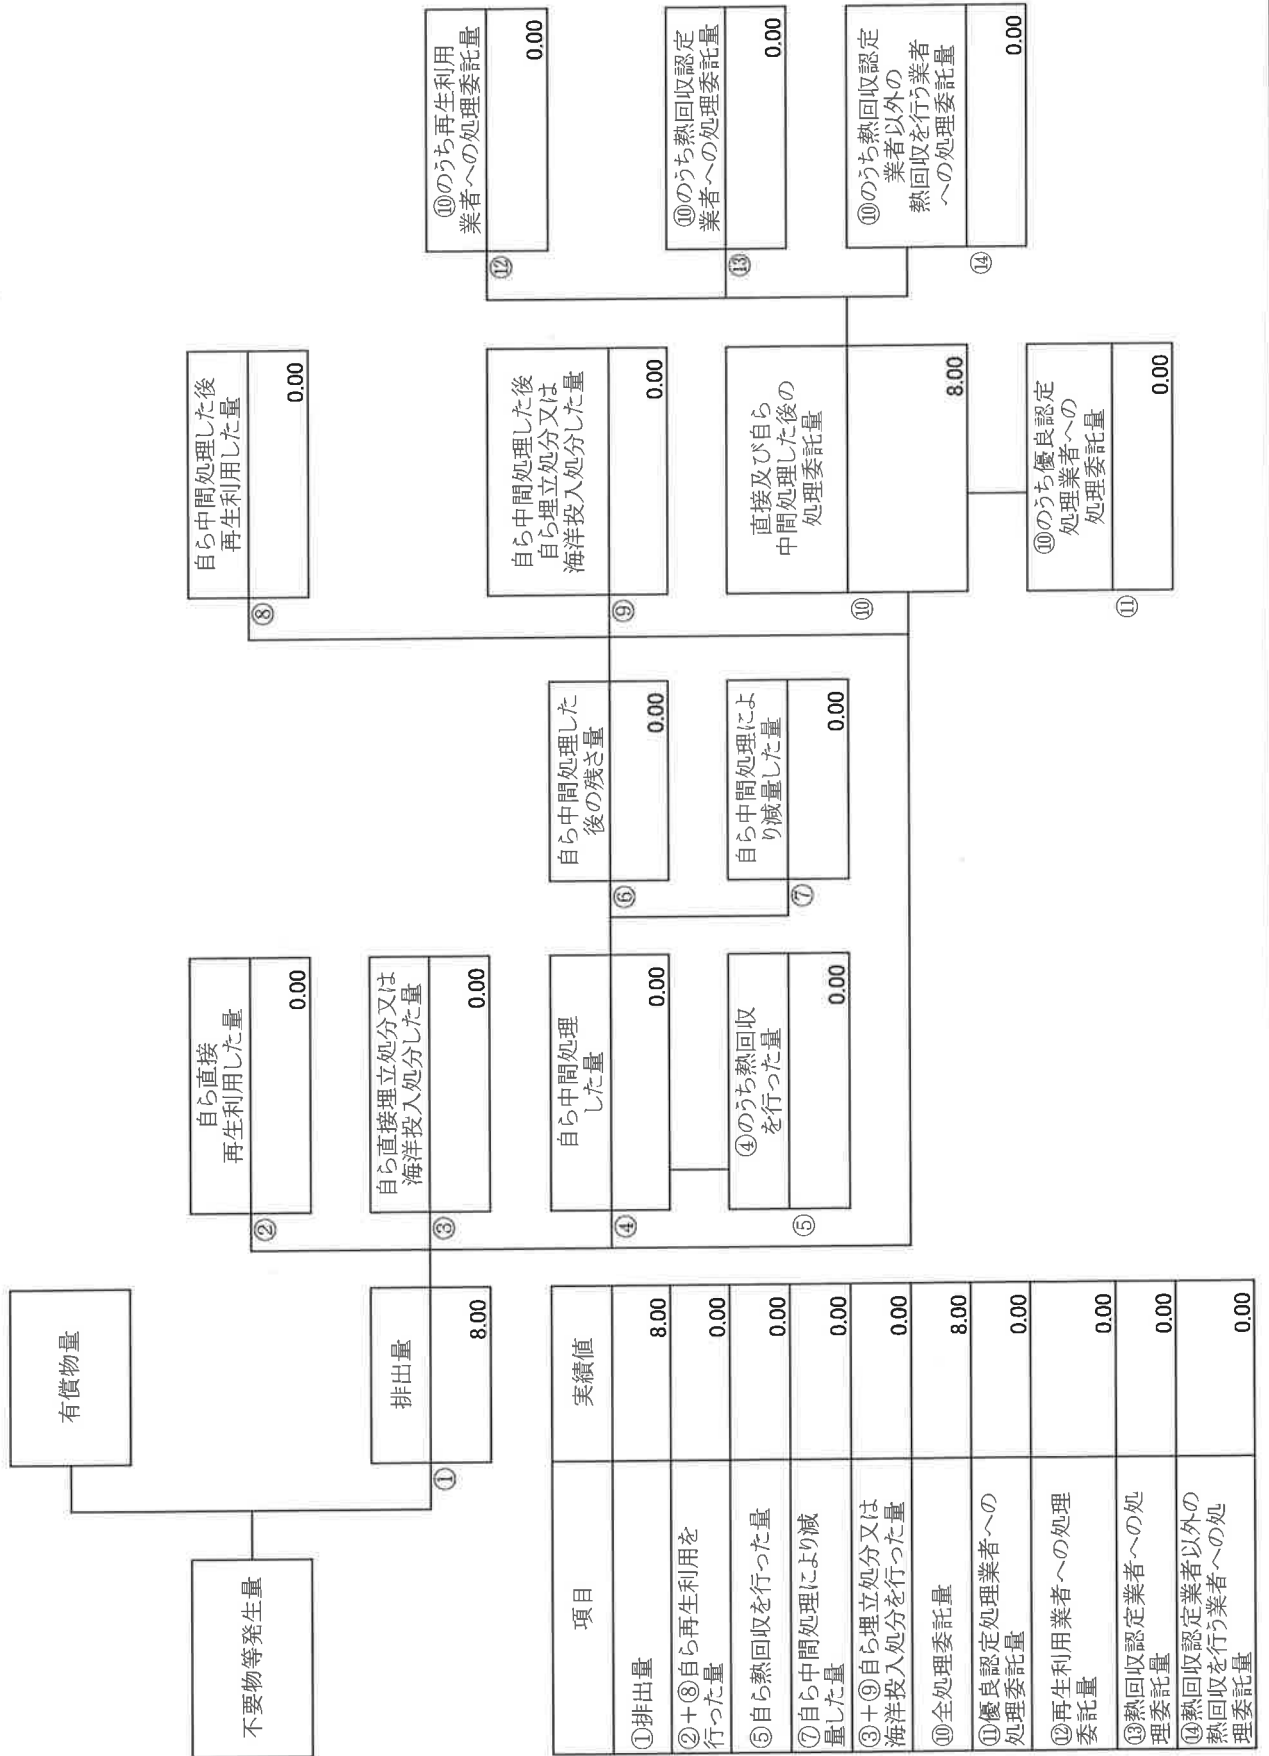 不要物等発生量
有償物量
排出量
①
8.00
自ら直接
再生利用した量
②
0.00
自ら直接埋立処分又は
海洋投入処分した量
③
0.00
自ら中間処理
した量
④
0.00
④のうち熱回収
を行った量
⑤
0.00
自ら中間処理した
後の残さ量
⑥
0.00
自ら中間処理によ
り減量した量
⑦
0.00
自ら中間処理した後
再生利用した量
⑧
0.00
自ら中間処理した後
自ら埋立処分又は
海洋投入処分した量
⑨
0.00
直接及び自ら
中間処理した後の
処理委託量
⑩
8.00
⑩のうち優良認定
処理業者への
処理委託量
⑪
0.00
⑩のうち再生利用
業者への処理委託量
⑫
0.00
⑩のうち熱回収認定
業者への処理委託量
⑬
0.00
⑩のうち熱回収認定
業者以外の
熱回収を行う業者
への処理委託量
⑭
0.00
項目 実績値
①排出量 8.00
②+⑧自ら再生利用を
行った量 0.00
⑤自ら熱回収を行った量 0.00
⑦自ら中間処理により減
量した量 0.00
③+⑨自ら埋立処分又は
海洋投入処分を行った量 0.00
⑩全処理委託量 8.00
⑪優良認定処理業者への
処理委託量 0.00
⑫再生利用業者への処理
委託量 0.00
⑬熱回収認定業者への処
理委託量 0.00
⑭熱回収認定業者以外の
熱回収を行う業者への処
理委託量 0.00